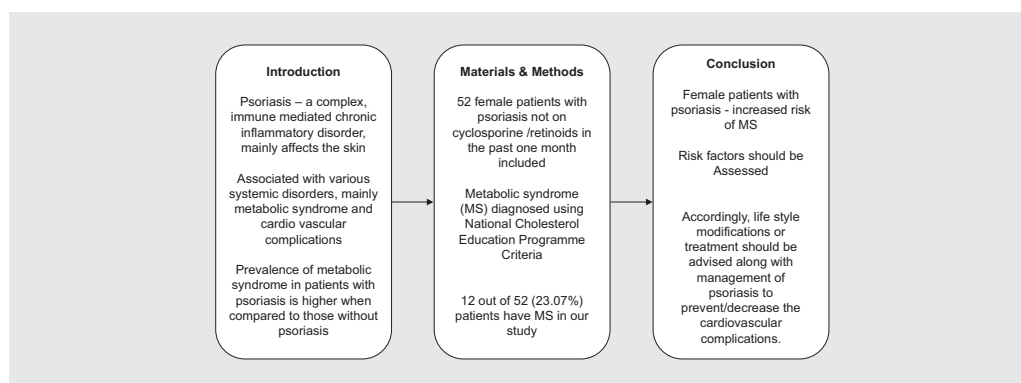 Introduction
Psoriasis – a complex,
immune mediated chronic
inflammatory disorder,
mainly affects the skin
Associated with various
systemic disorders, mainly
metabolic syndrome and
cardio vascular
complications
Prevalence of metabolic
syndrome in patients with
psoriasis is higher when
compared to those without
psoriasis
Materials & Methods
52 female patients with
psoriasis not on
cyclosporine /retinoids in
the past one month
included
Metabolic syndrome
(MS) diagnosed using
National Cholesterol
Education Programme
Criteria
12 out of 52 (23.07%)
patients have MS in our
study
Conclusion
Female patients with
psoriasis - increased risk
of MS
Risk factors should be
Assessed
Accordingly, life style
modifications or
treatment should be
advised along with
management of
psoriasis to
prevent/decrease the
cardiovascular
complications.